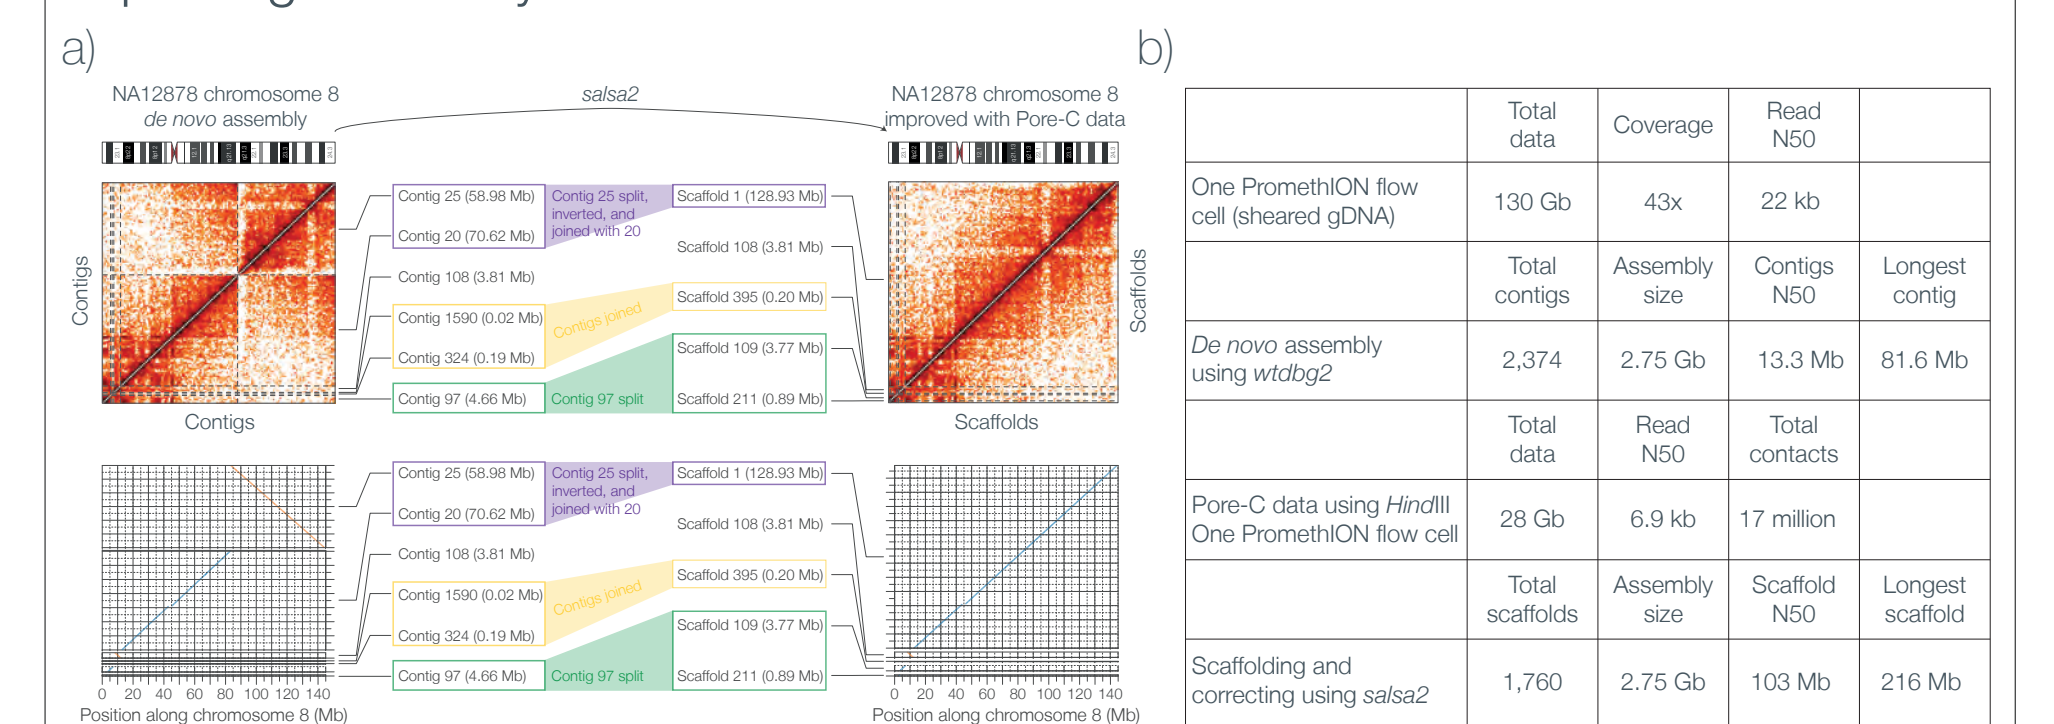 a)
NA12878 chromosome 8
de novo assembly
salsa2
NA12878 chromosome 8
improved with Pore-C data
Contigs
Contigs
Contig 25 (58.98 Mb)
Contig 20 (70.62 Mb)
Contig 108 (3.81 Mb)
Contig 1590 (0.02 Mb)
Contig 324 (0.19 Mb)
Contig 97 (4.66 Mb)
Contig 25 split,
inverted, and
joined with 20
Contigs joined
Contig 97 split
Scaffold 1 (128.93 Mb)
Scaffold 108 (3.81 Mb)
Scaffold 395 (0.20 Mb)
Scaffold 109 (3.77 Mb)
Scaffold 211 (0.89 Mb)
Scaffolds
Scaffolds
Contig 25 (58.98 Mb)
Contig 20 (70.62 Mb)
Contig 108 (3.81 Mb)
Contig 1590 (0.02 Mb)
Contig 324 (0.19 Mb)
Contig 97 (4.66 Mb)
Contig 25 split,
inverted, and
joined with 20
Contigs joined
Contig 97 split
Scaffold 1 (128.93 Mb)
Scaffold 108 (3.81 Mb)
Scaffold 395 (0.20 Mb)
Scaffold 109 (3.77 Mb)
Scaffold 211 (0.89 Mb)
0 20 40 60 80 100 120 140
Position along chromosome 8 (Mb)
0 20 40 60 80 100 120 140
Position along chromosome 8 (Mb)
b)
Total data Coverage Read N50
One PromethION flow cell (sheared gDNA) 130 Gb 43x 22 kb
Total contigs Assembly size Contigs N50 Longest contig
De novo assembly using wtdbg2 2,374 2.75 Gb 13.3 Mb 81.6 Mb
Total data Read N50 Total contacts
Pore-C data using HindIII One PromethION flow cell 28 Gb 6.9 kb 17 million
Total scaffolds Assembly size Scaffold N50 Longest scaffold
Scaffolding and correcting using salsa2 1,760 2.75 Gb 103 Mb 216 Mb